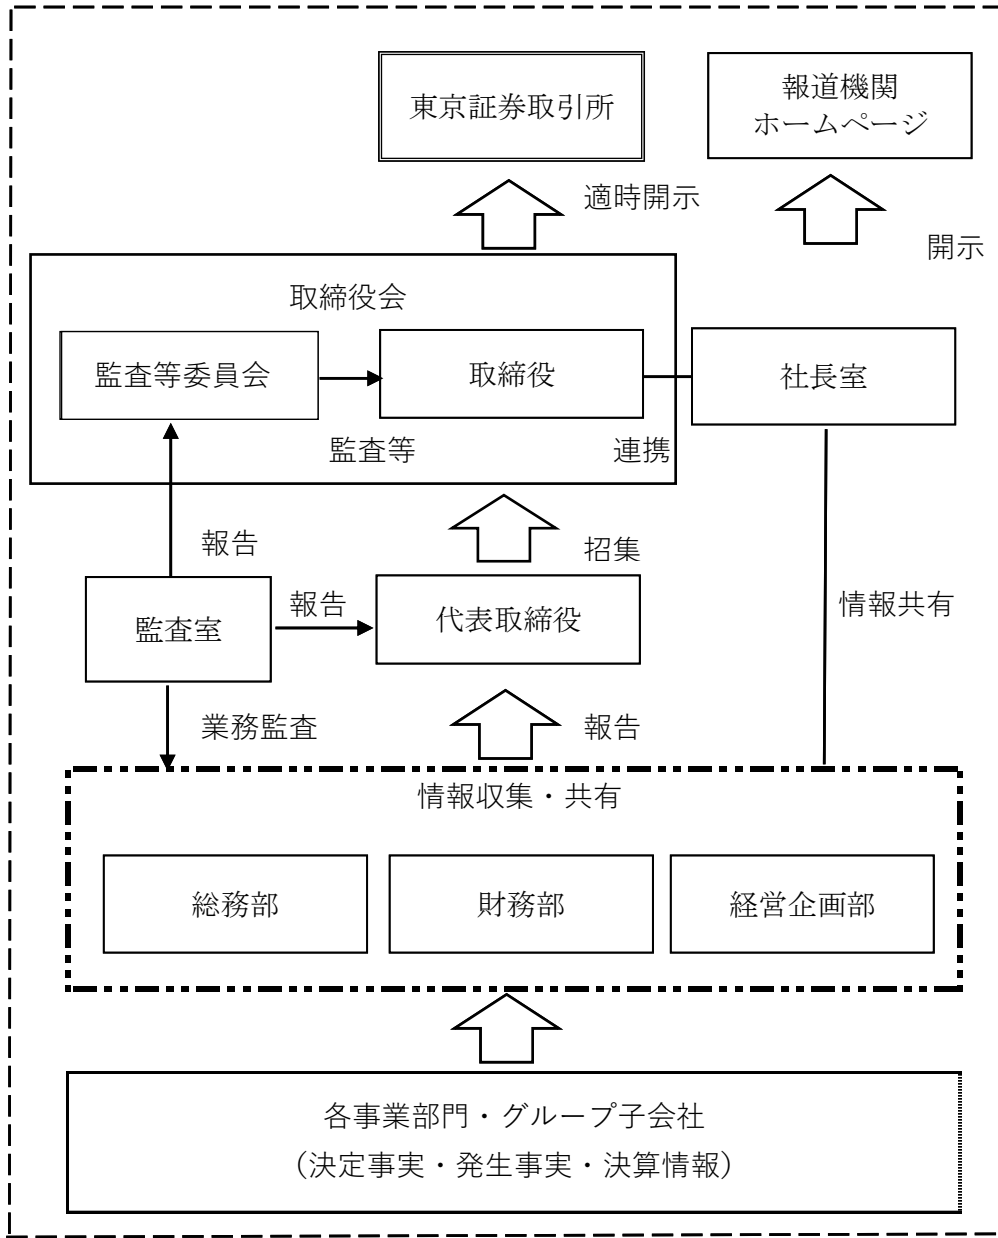 東京証券取引所
報道機関
ホームページ
適時開示
開示
取締役会
監査等委員会
取締役
社長室
監査等
連携
報告
招集
監査室
報告
代表取締役
情報共有
業務監査
報告
情報収集・共有
総務部
財務部
経営企画部
各事業部門・グループ子会社
（決定事実・発生事実・決算情報）